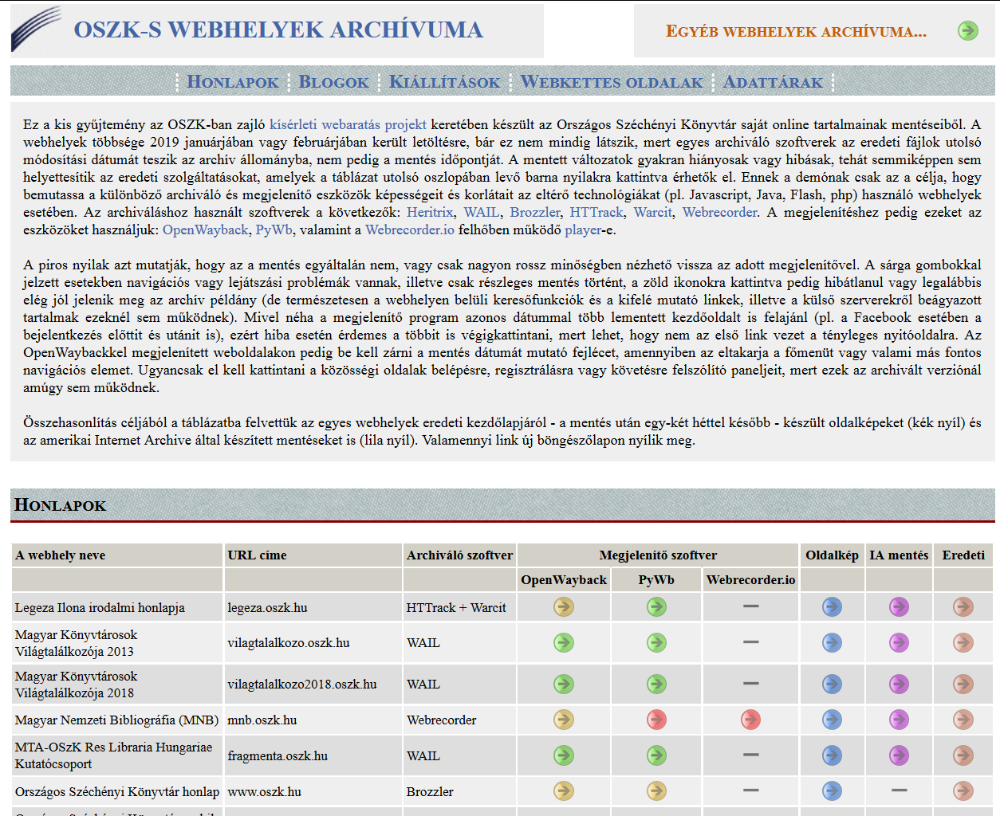 OSZK-S WEBHELYEK ARCHÍVUMA
EGYÉB WEBHELYEK ARCHÍVUMA...
HONLAPOK BLOGOK KIÁLLÍTÁSOK WEBKETTES OLDALAK ADATTÁRAK
Ez a kis gyűjtemény az OSZK-ban zajló kísérleti webaratás projekt keretében készült az Országos Széchényi Könyvtár saját online tartalmainak mentéseiből. A
webhelyek többsége 2019 januárjában vagy februárjában került letöltésre, bár ez nem mindig látszik, mert egyes archiváló szoftverek az eredeti fájlok utolsó
módosítási dátumát teszik az archív állományba, nem pedig a mentés időpontját. A mentett változatok gyakran hiányosak vagy hibásak, tehát semmiképpen sem
helyettesítik az eredeti szolgáltatásokat, amelyek a táblázat utolsó oszlopában levő barna nyilakra kattintva érhetők el. Ennek a demónak csak az a célja, hogy
bemutassa a különböző archiváló és megjelenítő eszközök képességeit és korlátait az eltérő technológiákat (pl. Javascript, Java, Flash, php) használó webhelyek
esetében. Az archiváláshoz használt szoftverek a következők: Heritrix, WAIL, Brozzler, HTTrack, Warcit, Webrecorder. A megjelenítéshez pedig ezeket az
eszközöket használjuk: OpenWayback, PyWb, valamint a Webrecorder.io felhőben működő player-e.
A piros nyilak azt mutatják, hogy az a mentés egyáltalán nem, vagy csak nagyon rossz minőségben nézhető vissza az adott megjelenítővel. A sárga gombokkal
jelzett esetekben navigációs vagy lejátszási problémák vannak, illetve csak részleges mentés történt, a zöld ikonokra kattintva pedig hibátlanul vagy legalábbis
elég jól jelenik meg az archív példány (de természetesen a webhelyen belüli keresőfunkciók és a kifelé mutató linkek, illetve a külső szerverekről beágyazott
tartalmak ezeknél sem működnek). Mivel néha a megjelenítő program azonos dátummal több lementett kezdőoldalt is felajánl (pl. a Facebook esetében a
bejelentkezés előttit és utánit is), ezért hiba esetén érdemes a többit is végigkattintani, mert lehet, hogy nem az első link vezet a tényleges nyitóoldalra. Az
OpenWaybackkel megjelenített weboldalakon pedig be kell zárni a mentés dátumát mutató fejlécet, amennyiben az eltakarja a főmenüt vagy valami más fontos
navigációs elemet. Ugyancsak el kell kattintani a közösségi oldalak belépésre, regisztrálásra vagy követésre felszólító paneljeit, mert ezek az archivált verziónál
amúgy sem működnek.
Összehasonlítás céljából a táblázatba felvettük az egyes webhelyek eredeti kezdőlapjáról - a mentés után egy-két héttel később - készült oldalképeket (kék nyíl) és
az amerikai Internet Archive által készített mentéseket is (lila nyíl). Valamennyi link új böngészőlapon nyílik meg.
HONLAPOK
A webhely neve URL címe Archiváló szoftver Megjelenítő szoftver Oldalkép IA mentés Eredeti
OpenWayback PyWb Webrecorder.io
Legeza Ilona irodalmi honlapja legeza.oszk.hu HTTrack + Warcit —
Magyar Könyvtárosok
Világtalálkozója 2013 vilagtalalkozo.oszk.hu WAIL —
Magyar Könyvtárosok
Világtalálkozója 2018 vilagtalalkozo2018.oszk.hu WAIL —
Magyar Nemzeti Bibliográfia (MNB) mnb.oszk.hu Webrecorder
MTA-OSzK Res Libraria Hungariae
Kutatócsoport fragmenta.oszk.hu WAIL —
Országos Széchényi Könyvtár honlap www.oszk.hu Brozzler — —